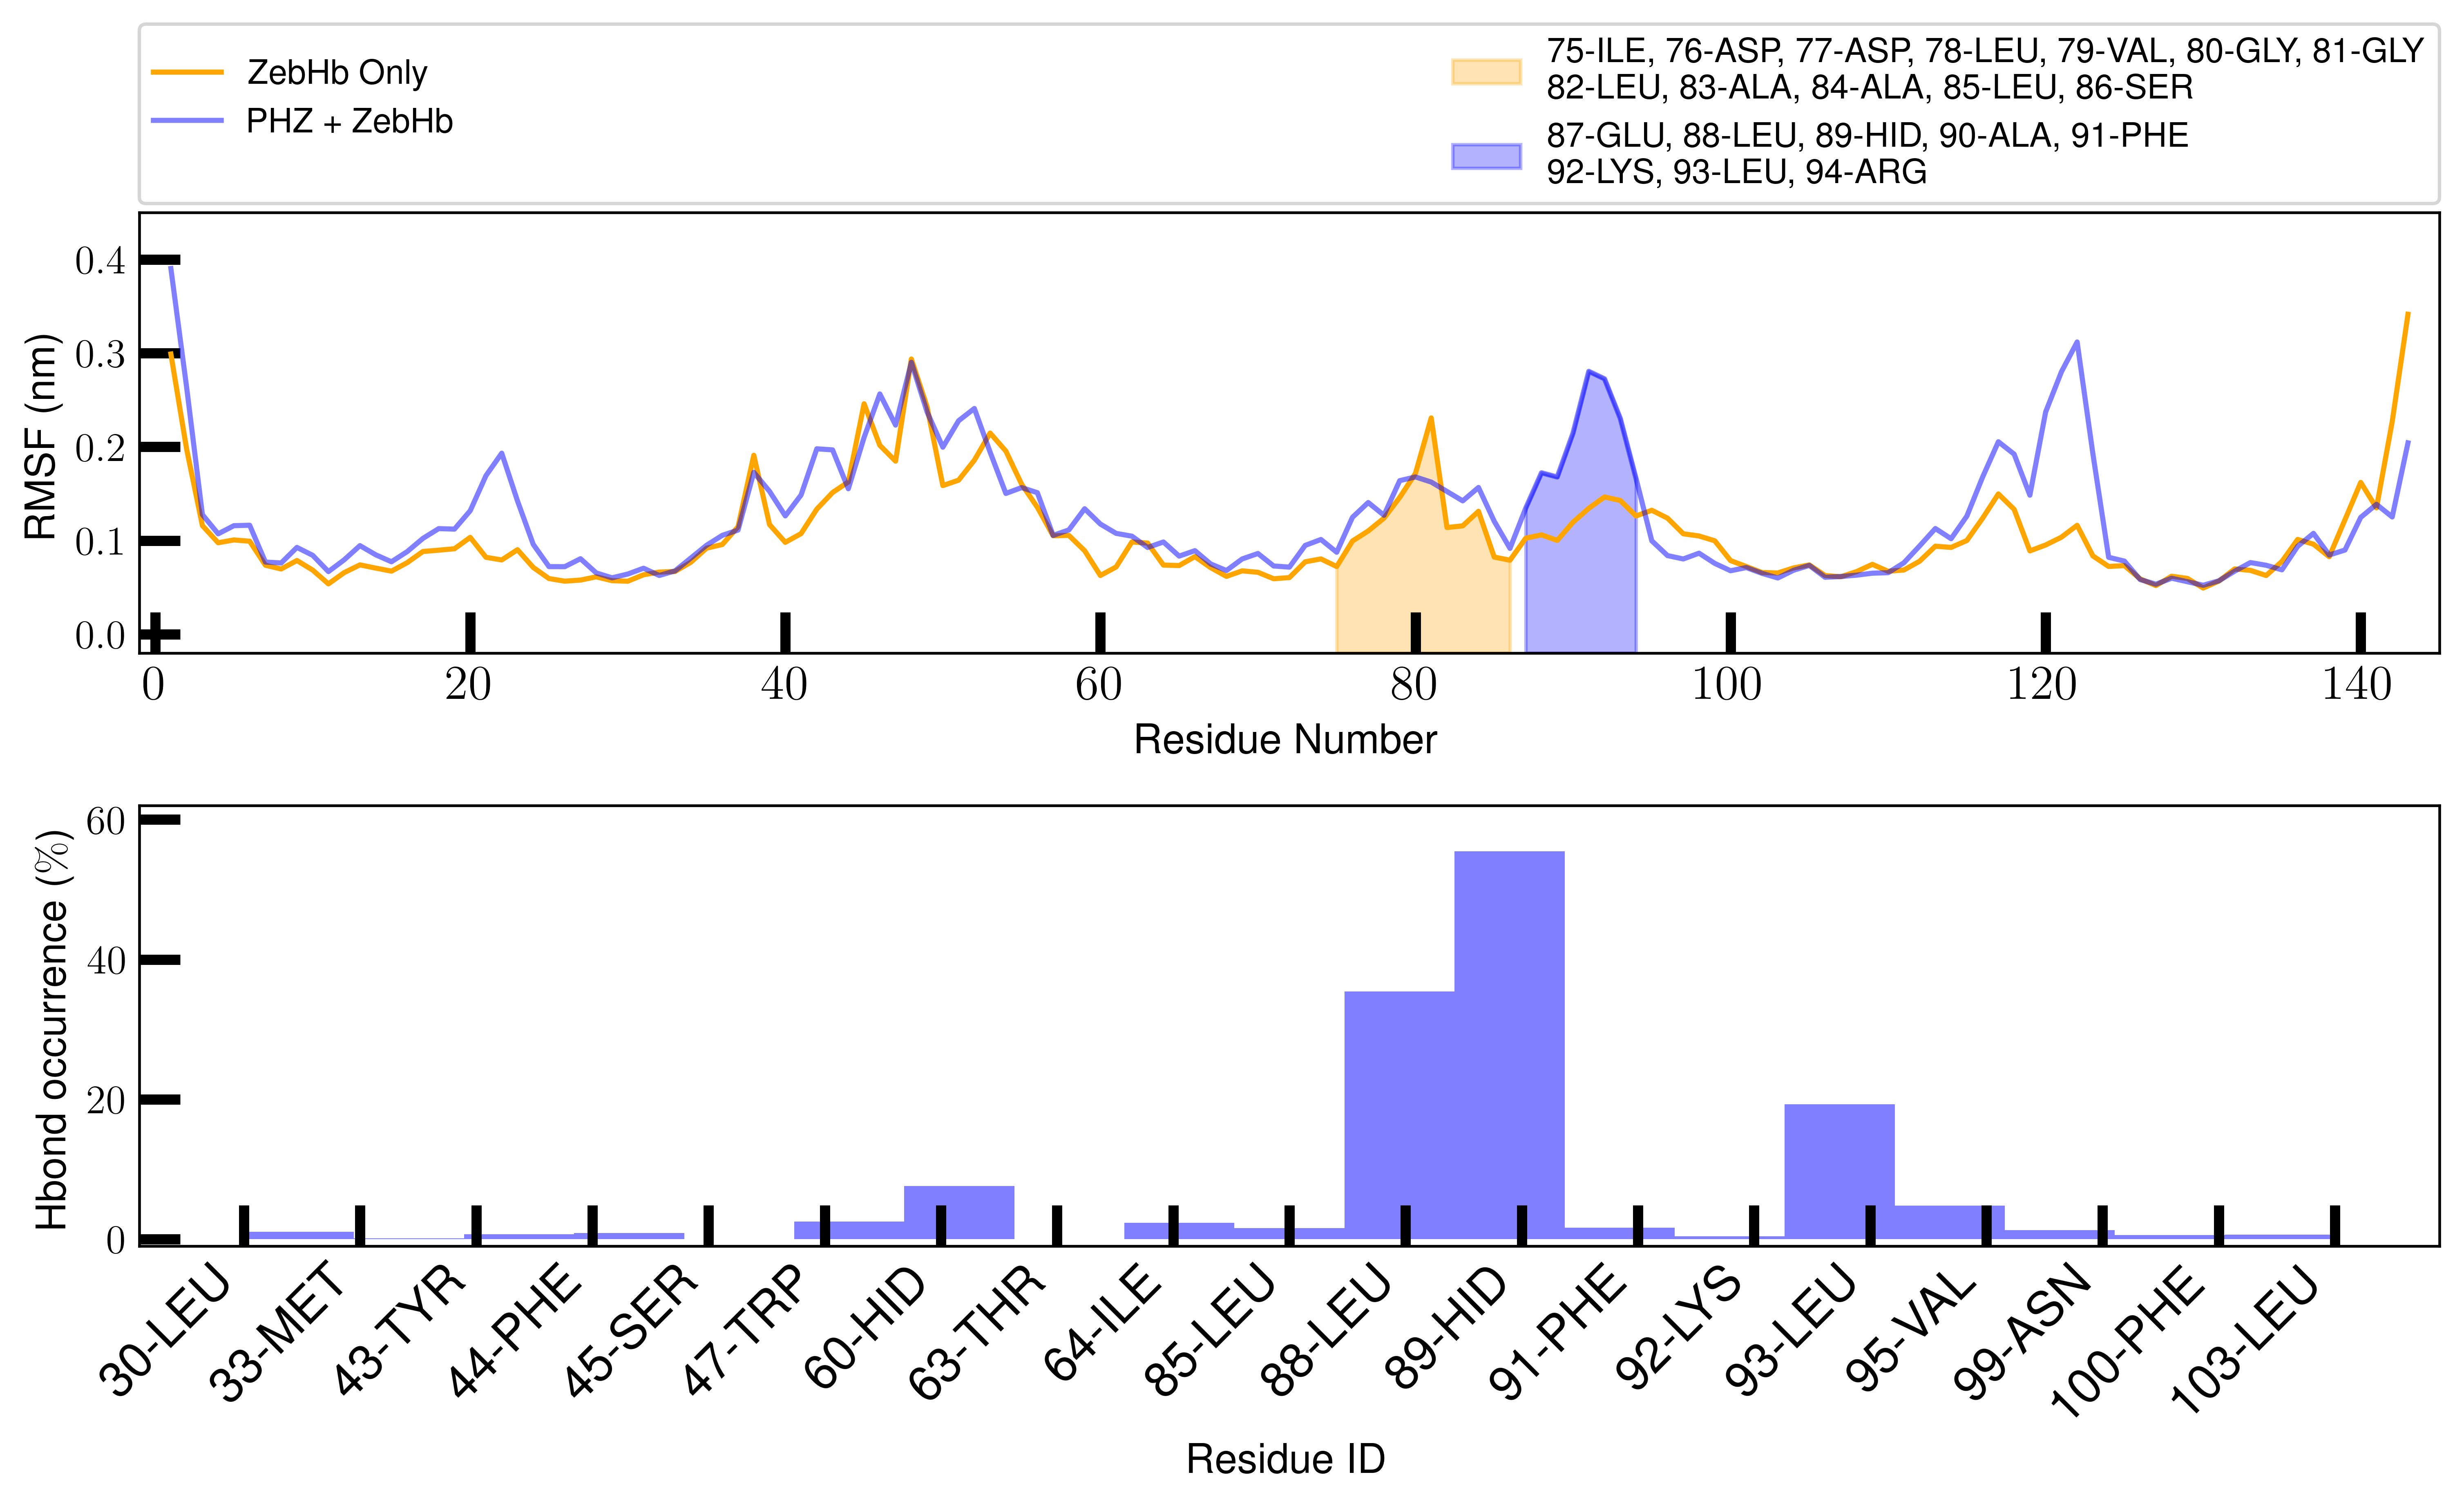 ZebHb Only
PHZ + ZebHb
75-ILE, 76-ASP, 77-ASP, 78-LEU, 79-VAL, 80-GLY, 81-GLY
82-LEU, 83-ALA, 84-ALA, 85-LEU, 86-SER
87-GLU, 88-LEU, 89-HID, 90-ALA, 91-PHE
92-LYS, 93-LEU, 94-ARG
RMSF (nm)
0.4
0.3
0.2
0.1
0.0
0 20 40 60 80 100 120 140
Residue Number
Hbond occurrence (%)
60
40
20
0
30-LEU 33-MET 43-TYR 44-PHE 45-SER 47-TRP 60-HID 63-THR 64-ILE 85-LEU 88-LEU 89-HID 91-PHE 92-LYS 93-LEU 95-VAL 99-ASN 100-PHE 103-LEU
Residue ID